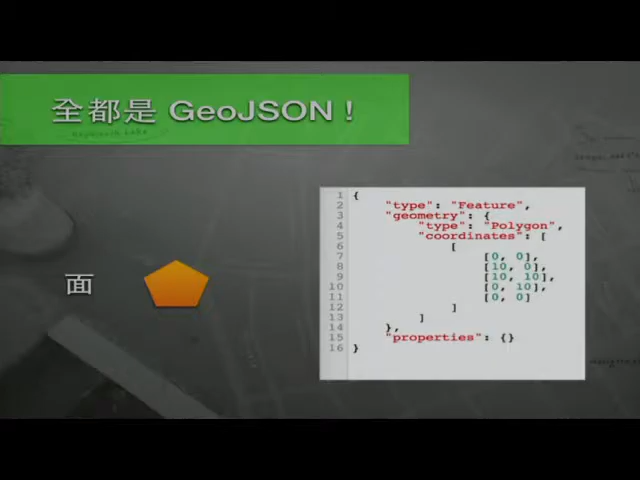 全都是 GeoJSON！
面
1 {
2 "type": "Feature",
3 "geometry": {
4 "type": "Polygon",
5 "coordinates": [
6 [
7 [0, 0],
8 [10, 0],
9 [10, 10],
10 [0, 10],
11 [0, 0]
12 ]
13 ]
14 },
15 "properties": {}
16 }